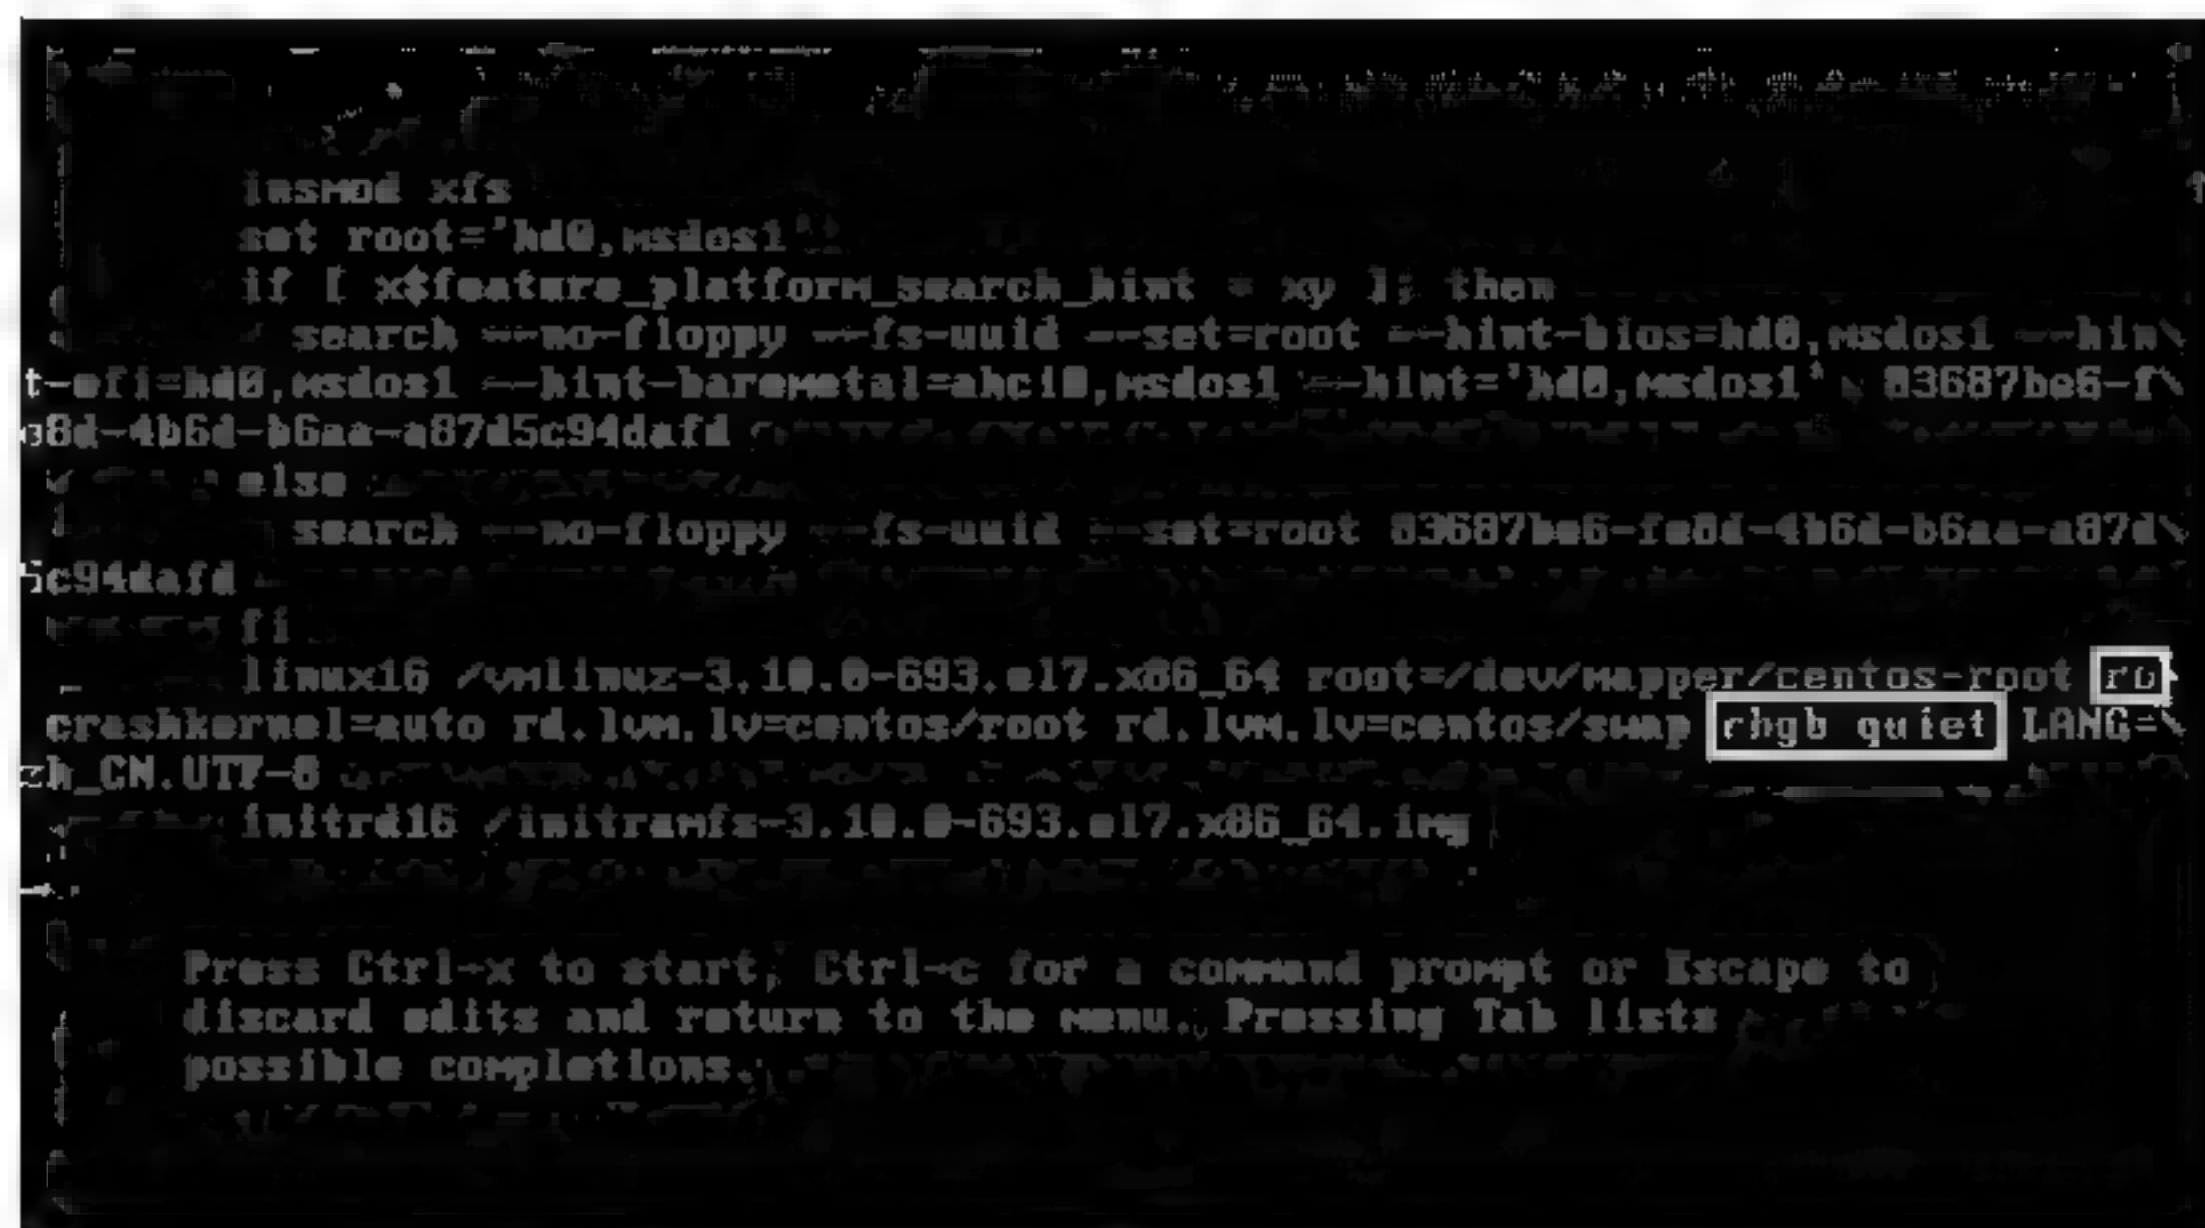 insmod xfs
set root='hd0,msdos1'
if [ x$feature_platform_search_hint = xy ]; then
search --no-floppy --fs-uuid --set=root --hint-bios=hd0,msdos1 --hin\
t-efi=hd0,msdos1 --hint-baremetal=ahci0,msdos1 --hint='hd0,msdos1' 83687be6-f\
e8d-4b6d-b6aa-a87d5c94dafd
else
search --no-floppy --fs-uuid --set=root 83687be6-fe8d-4b6d-b6aa-a87d\
5c94dafd
fi
linux16 /vmlinuz-3.10.0-693.el7.x86_64 root=/dev/mapper/centos-root ro\
crashkernel=auto rd.lvm.lv=centos/root rd.lvm.lv=centos/swap rhgb quiet LANG=\
zh_CN.UTF-8
initrd16 /initramfs-3.10.0-693.el7.x86_64.img
Press Ctrl-x to start, Ctrl-c for a command prompt or Escape to
discard edits and return to the menu. Pressing Tab lists
possible completions.